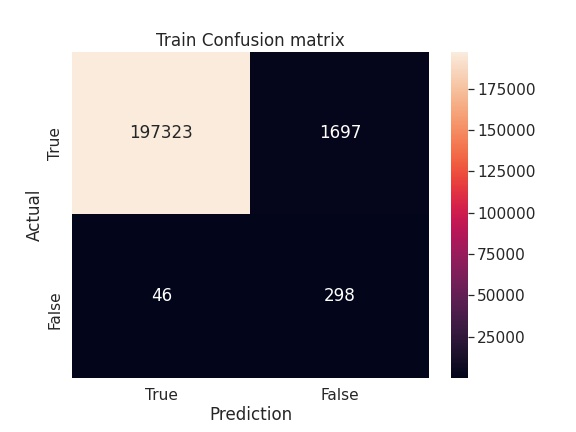 Train Confusion matrix
Actual
True
False
197323
1697
46
298
True
False
Prediction
175000
150000
125000
100000
75000
50000
25000